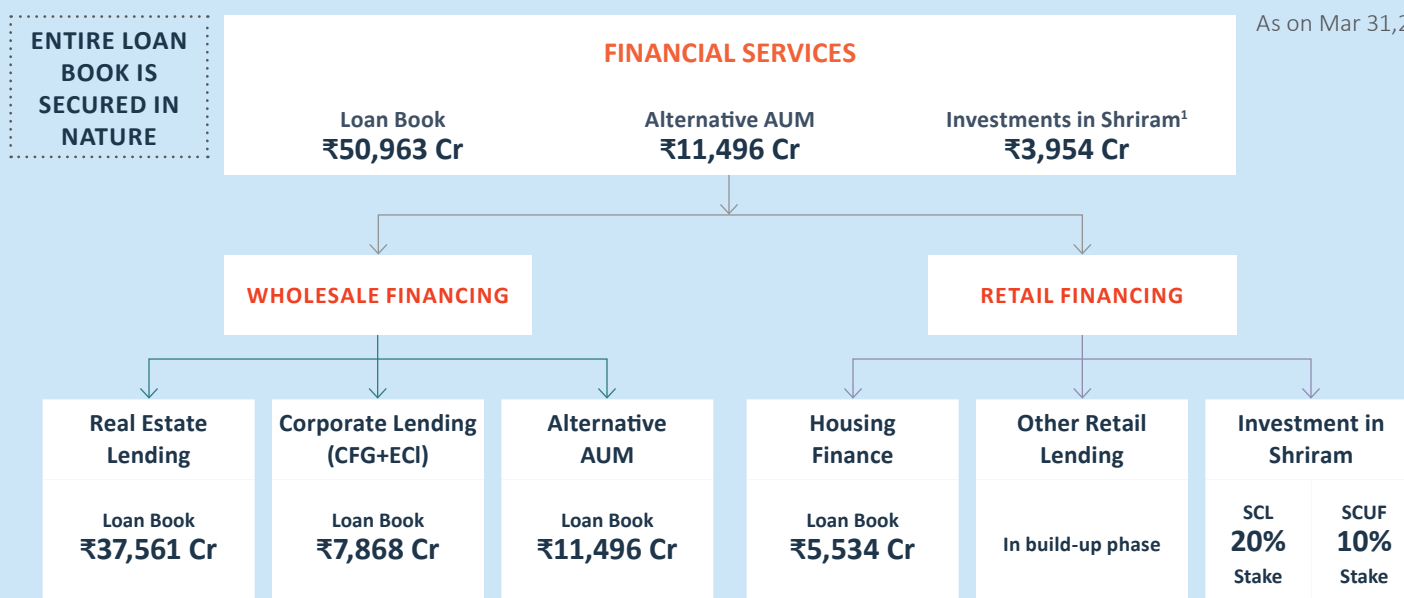 ENTIRE LOAN
BOOK IS
SECURED IN
NATURE
As on Mar 31,2
FINANCIAL SERVICES
Loan Book
₹50,963 Cr
Alternative AUM
₹11,496 Cr
Investments in Shriram¹
₹3,954 Cr
WHOLESALE FINANCING
RETAIL FINANCING
Real Estate
Lending
Loan Book
₹37,561 Cr
Corporate Lending
(CFG+ECl)
Loan Book
₹7,868 Cr
Alternative
AUM
Loan Book
₹11,496 Cr
Housing
Finance
Loan Book
₹5,534 Cr
Other Retail
Lending
In build-up phase
Investment in
Shriram
SCL
20%
Stake
SCUF
10%
Stake